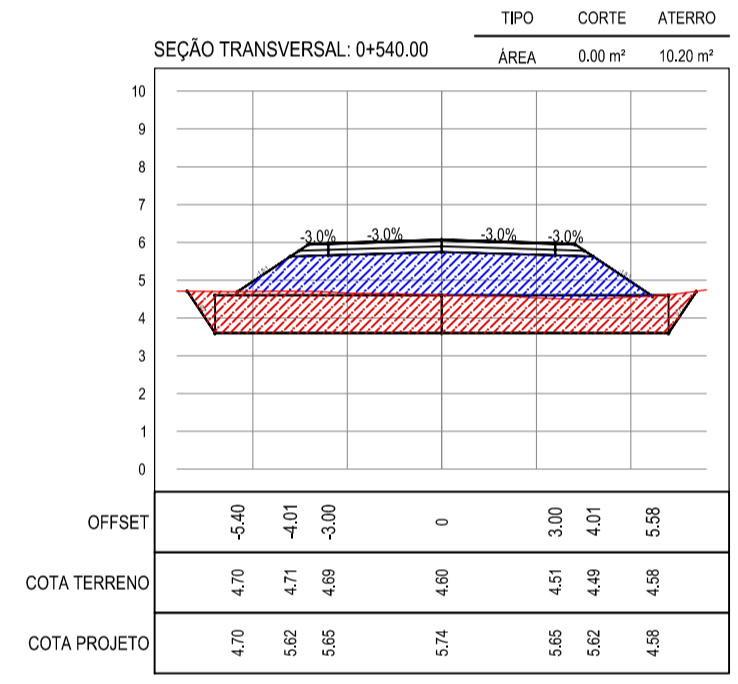 TIPO CORTE ATERRO
SEÇÃO TRANSVERSAL: 0+540.00
ÁREA 0.00 m² 10.20 m²
10
9
8
7
6
5
4
3
2
1
0
-3.0% -3.0% -3.0% -3.0%
OFFSET -5.40 -4.01 -3.00 0 3.00 4.01 5.58
COTA TERRENO 4.70 4.71 4.69 4.60 4.51 4.49 4.58
COTA PROJETO 4.70 5.62 5.65 5.74 5.65 5.62 4.58